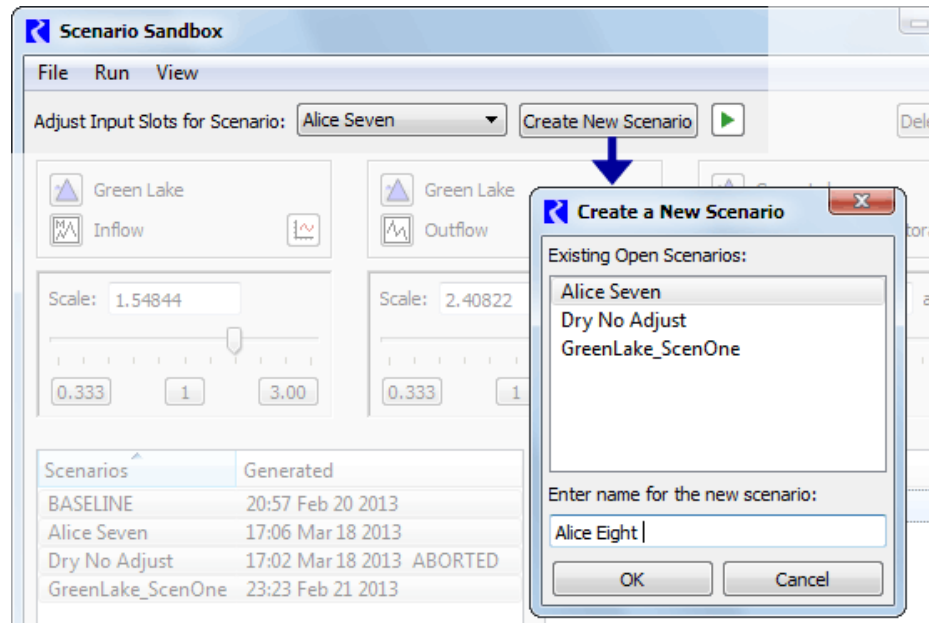 Scenario Sandbox
File Run View
Adjust Input Slots for Scenario: Alice Seven Create New Scenario
Green Lake
Inflow
Green Lake
Outflow
Scale: 1.54844
0.333 1 3.00
Scale: 2.40822
0.333 1
Scenarios Generated
BASELINE 20:57 Feb 20 2013
Alice Seven 17:06 Mar 18 2013
Dry No Adjust 17:02 Mar 18 2013 ABORTED
GreenLake_ScenOne 23:23 Feb 21 2013
Create a New Scenario
Existing Open Scenarios:
Alice Seven
Dry No Adjust
GreenLake_ScenOne
Enter name for the new scenario:
Alice Eight
OK Cancel